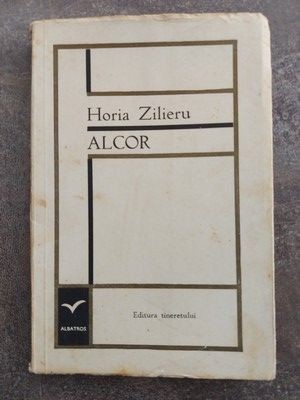 Horia Zilieru
ALCOR
ALBATROS
Editura tineretului